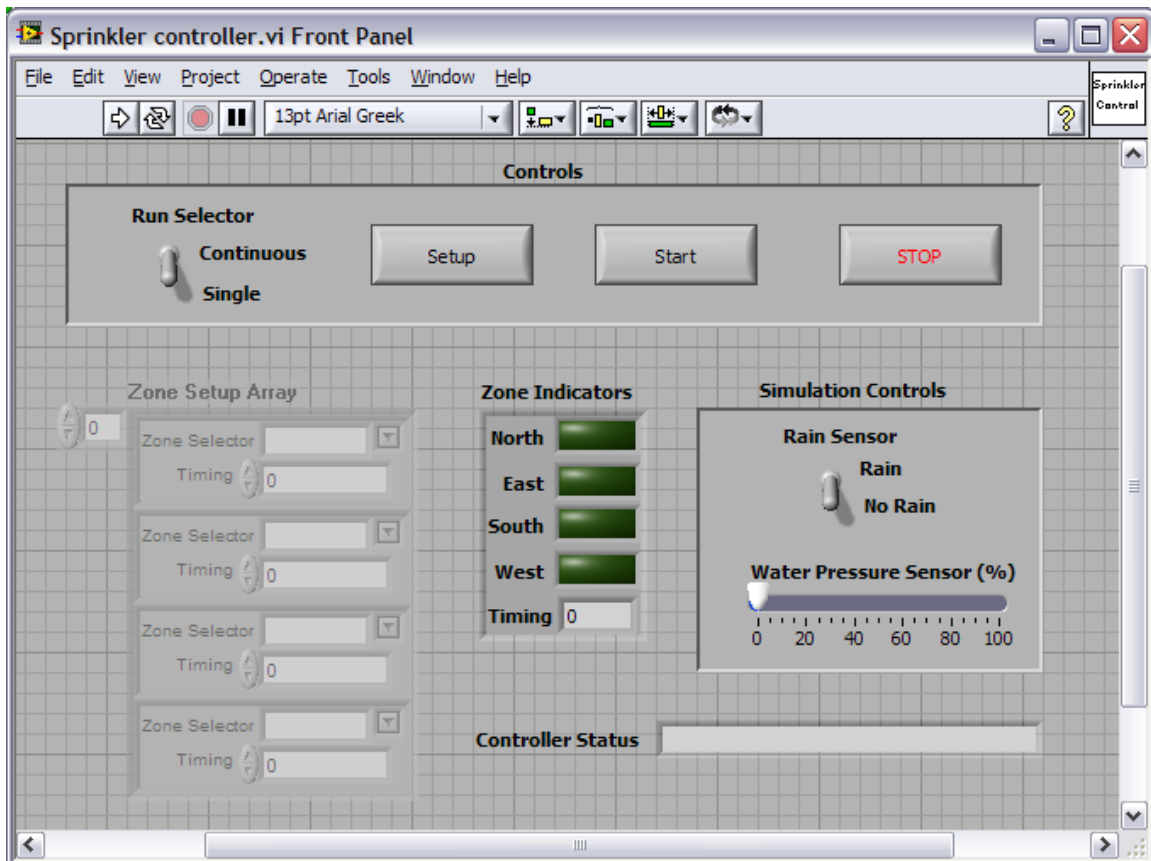 Sprinkler controller.vi Front Panel
File Edit View Project Operate Tools Window Help
Sprinkler
Control
13pt Arial Greek
Controls
Run Selector
Continuous
Single
Setup
Start
STOP
Zone Setup Array
0
Zone Selector
Timing 0
Zone Selector
Timing 0
Zone Selector
Timing 0
Zone Selector
Timing 0
Zone Indicators
North
East
South
West
Timing 0
Simulation Controls
Rain Sensor
Rain
No Rain
Water Pressure Sensor (%)
0 20 40 60 80 100
Controller Status